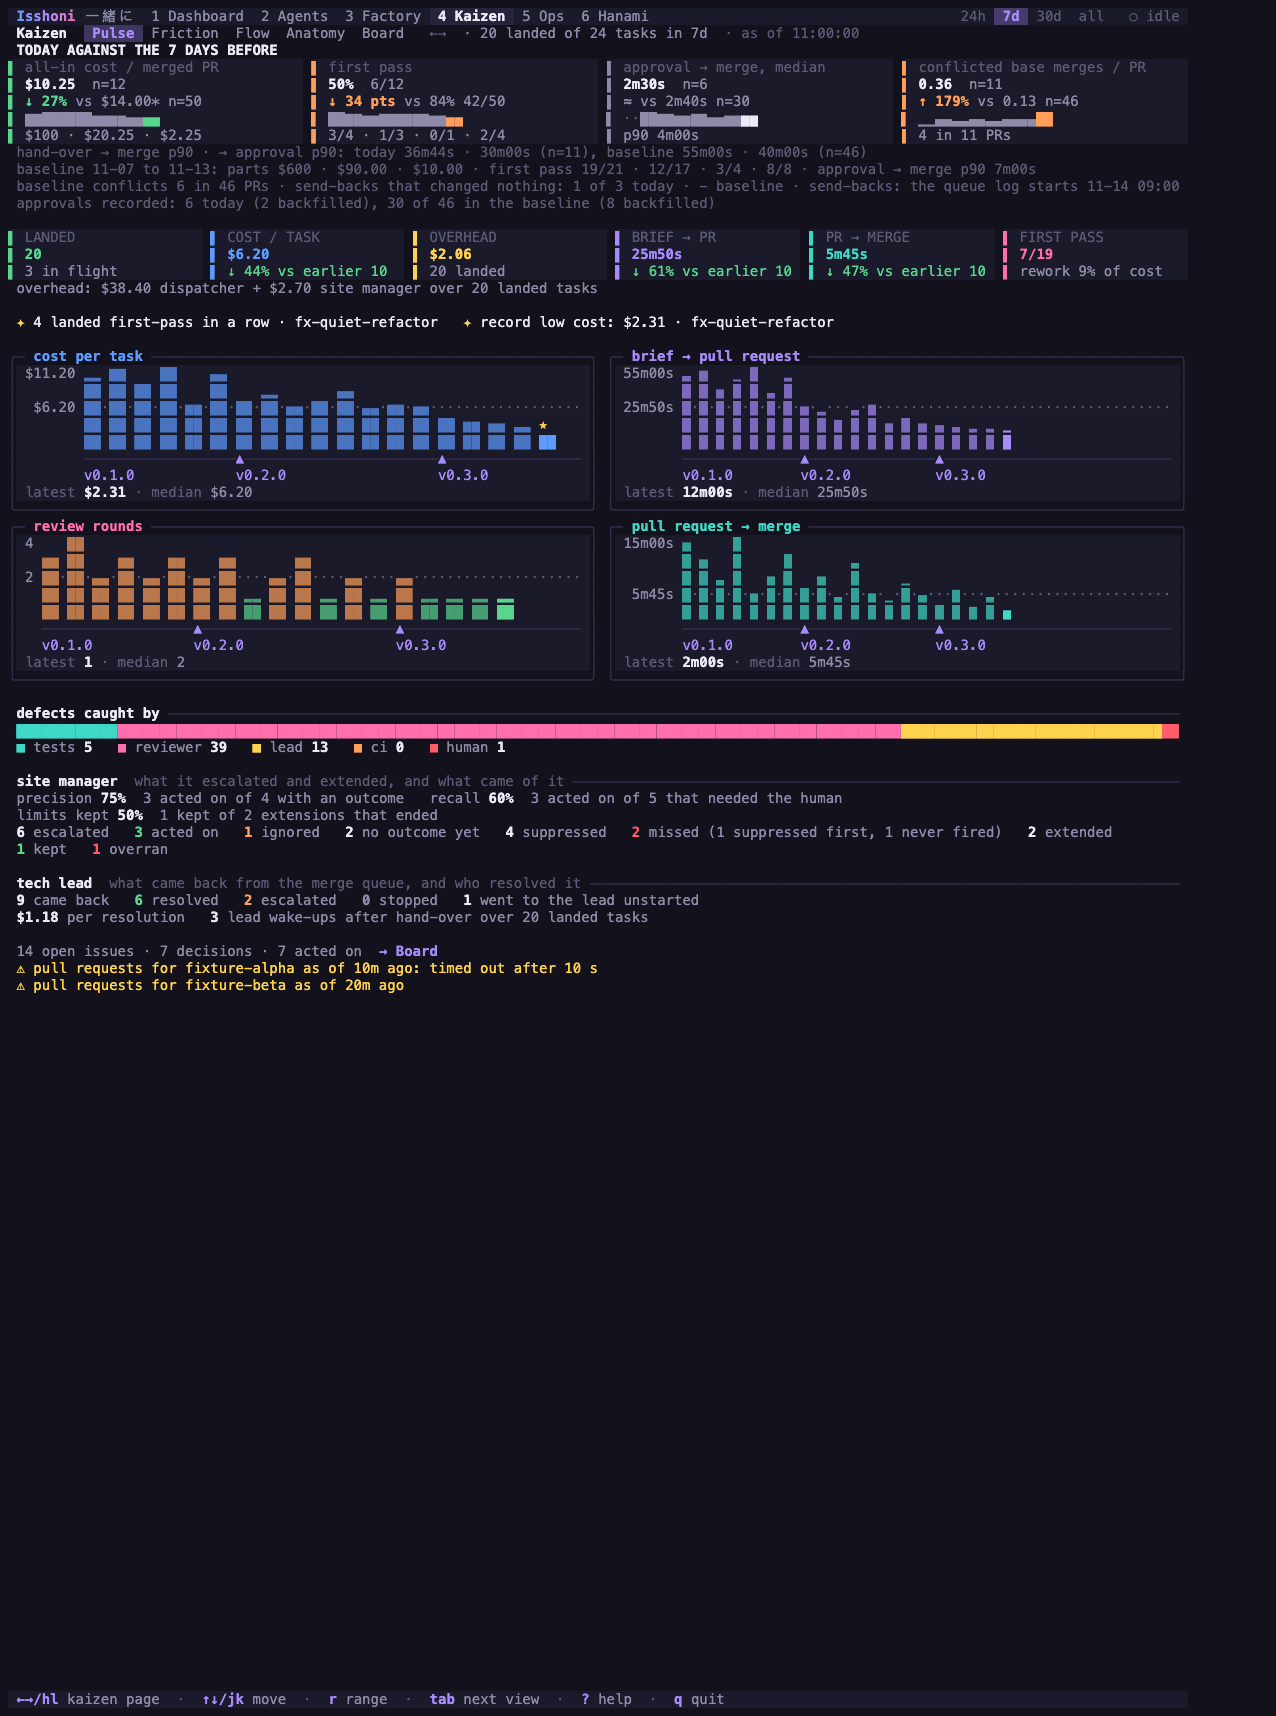 Isshoni 一緒に 1 Dashboard 2 Agents 3 Factory 4 Kaizen 5 Ops 6 Hanami 24h 7d 30d all ○ idle
Kaizen Pulse Friction Flow Anatomy Board ←→ · 20 landed of 24 tasks in 7d · as of 11:00:00
TODAY AGAINST THE 7 DAYS BEFORE
all-in cost / merged PR first pass approval → merge, median conflicted base merges / PR
$10.25 n=12 50% 6/12 2m30s n=6 0.36 n=11
↓ 27% vs $14.00* n=50 ↓ 34 pts vs 84% 42/50 ≈ vs 2m40s n=30 ↑ 179% vs 0.13 n=46
$100 · $20.25 · $2.25 3/4 · 1/3 · 0/1 · 2/4 p90 4m00s 4 in 11 PRs
hand-over → merge p90 · → approval p90: today 36m44s · 30m00s (n=11), baseline 55m00s · 40m00s (n=46)
baseline 11-07 to 11-13: parts $600 · $90.00 · $10.00 · first pass 19/21 · 12/17 · 3/4 · 8/8 · approval → merge p90 7m00s
baseline conflicts 6 in 46 PRs · send-backs that changed nothing: 1 of 3 today · – baseline · send-backs: the queue log starts 11-14 09:00
approvals recorded: 6 today (2 backfilled), 30 of 46 in the baseline (8 backfilled)
LANDED COST / TASK OVERHEAD BRIEF → PR PR → MERGE FIRST PASS
20 $6.20 $2.06 25m50s 5m45s 7/19
3 in flight ↓ 44% vs earlier 10 20 landed ↓ 61% vs earlier 10 ↓ 47% vs earlier 10 rework 9% of cost
overhead: $38.40 dispatcher + $2.70 site manager over 20 landed tasks
✦ 4 landed first-pass in a row · fx-quiet-refactor ✦ record low cost: $2.31 · fx-quiet-refactor
cost per task
$11.20
$6.20
★
▲ ▲
v0.1.0 v0.2.0 v0.3.0
latest $2.31 · median $6.20
brief → pull request
55m00s
25m50s
▲ ▲
v0.1.0 v0.2.0 v0.3.0
latest 12m00s · median 25m50s
review rounds
4
2
▲ ▲
v0.1.0 v0.2.0 v0.3.0
latest 1 · median 2
pull request → merge
15m00s
5m45s
▲ ▲
v0.1.0 v0.2.0 v0.3.0
latest 2m00s · median 5m45s
defects caught by
■ tests 5 ■ reviewer 39 ■ lead 13 ■ ci 0 ■ human 1
site manager what it escalated and extended, and what came of it
precision 75% 3 acted on of 4 with an outcome recall 60% 3 acted on of 5 that needed the human
limits kept 50% 1 kept of 2 extensions that ended
6 escalated 3 acted on 1 ignored 2 no outcome yet 4 suppressed 2 missed (1 suppressed first, 1 never fired) 2 extended
1 kept 1 overran
tech lead what came back from the merge queue, and who resolved it
9 came back 6 resolved 2 escalated 0 stopped 1 went to the lead unstarted
$1.18 per resolution 3 lead wake-ups after hand-over over 20 landed tasks
14 open issues · 7 decisions · 7 acted on → Board
⚠ pull requests for fixture-alpha as of 10m ago: timed out after 10 s
⚠ pull requests for fixture-beta as of 20m ago
←→/hl kaizen page · ↑↓/jk move · r range · tab next view · ? help · q quit